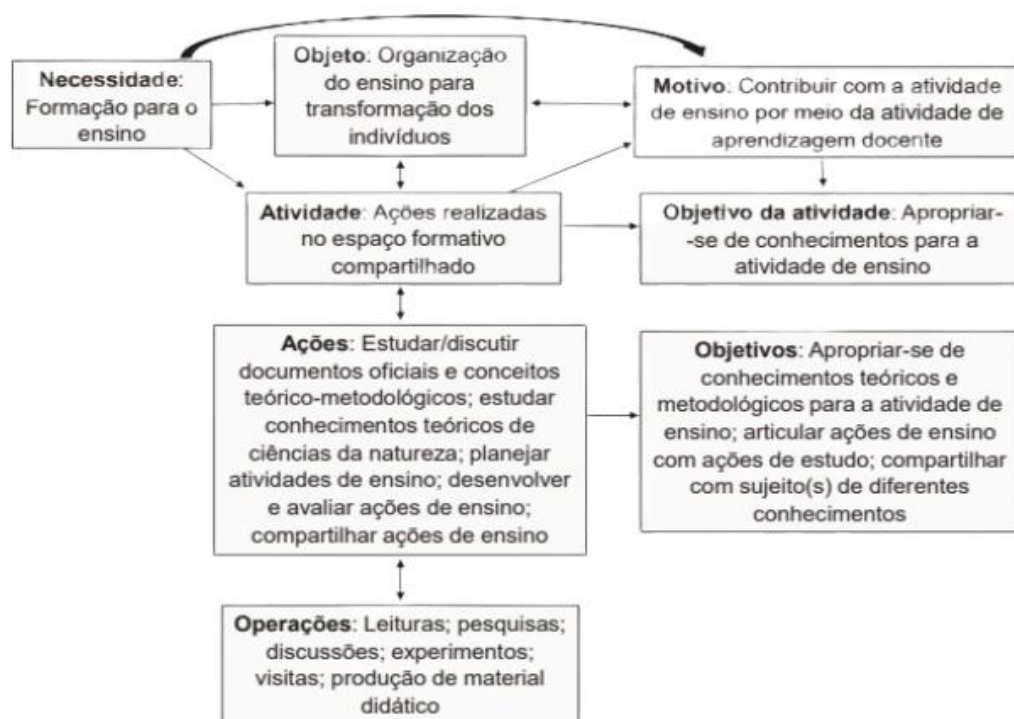 Necessidade:
Formação para o
ensino
Objeto: Organização
do ensino para
transformação dos
indivíduos
Motivo: Contribuir com a atividade
de ensino por meio da atividade de
aprendizagem docente
Atividade: Ações realizadas
no espaço formativo
compartilhado
Objetivo da atividade: Apropriar-
-se de conhecimentos para a
atividade de ensino
Ações: Estudar/discutir
documentos oficiais e conceitos
teórico-metodológicos; estudar
conhecimentos teóricos de
ciências da natureza; planejar
atividades de ensino; desenvolver
e avaliar ações de ensino;
compartilhar ações de ensino
Objetivos: Apropriar-se de
conhecimentos teóricos e
metodológicos para a atividade de
ensino; articular ações de ensino
com ações de estudo; compartilhar
com sujeito(s) de diferentes
conhecimentos
Operações: Leituras; pesquisas;
discussões; experimentos;
visitas; produção de material
didático